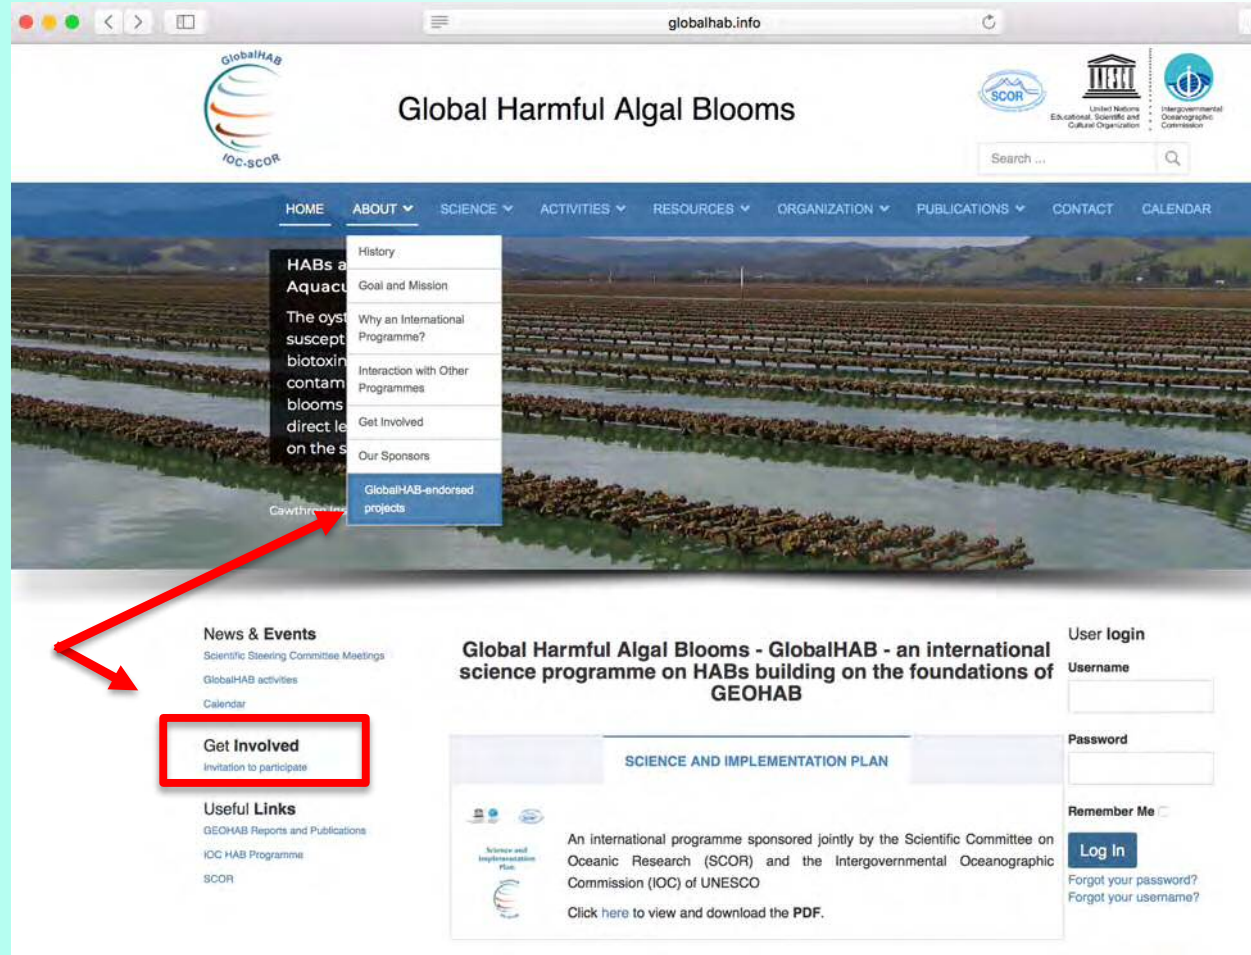 globalhab.info
GlobalHAB
IOC-SCOR
Global Harmful Algal Blooms
SCOR
United Nations
Educational, Scientific and
Cultural Organization
Intergovernmental
Oceanographic
Commission
Search ...
HOME ABOUT SCIENCE ACTIVITIES RESOURCES ORGANIZATION PUBLICATIONS CONTACT CALENDAR
HABs a
Aquacu
The oyst
suscept
biotoxin
contam
blooms
direct le
on the s
Cawthron
History
Goal and Mission
Why an International
Programme?
Interaction with Other
Programmes
Get Involved
Our Sponsors
GlobalHAB-endorsed
projects
News & Events
Scientific Steering Committee Meetings
GlobalHAB activities
Calendar
Get Involved
Invitation to participate
Useful Links
GEOHAB Reports and Publications
IOC HAB Programme
SCOR
Global Harmful Algal Blooms - GlobalHAB - an international
science programme on HABs building on the foundations of
GEOHAB
SCIENCE AND IMPLEMENTATION PLAN
Science and
Implementation
Plan
An international programme sponsored jointly by the Scientific Committee on
Oceanic Research (SCOR) and the Intergovernmental Oceanographic
Commission (IOC) of UNESCO
Click here to view and download the PDF.
User login
Username
Password
Remember Me
Log In
Forgot your password?
Forgot your username?